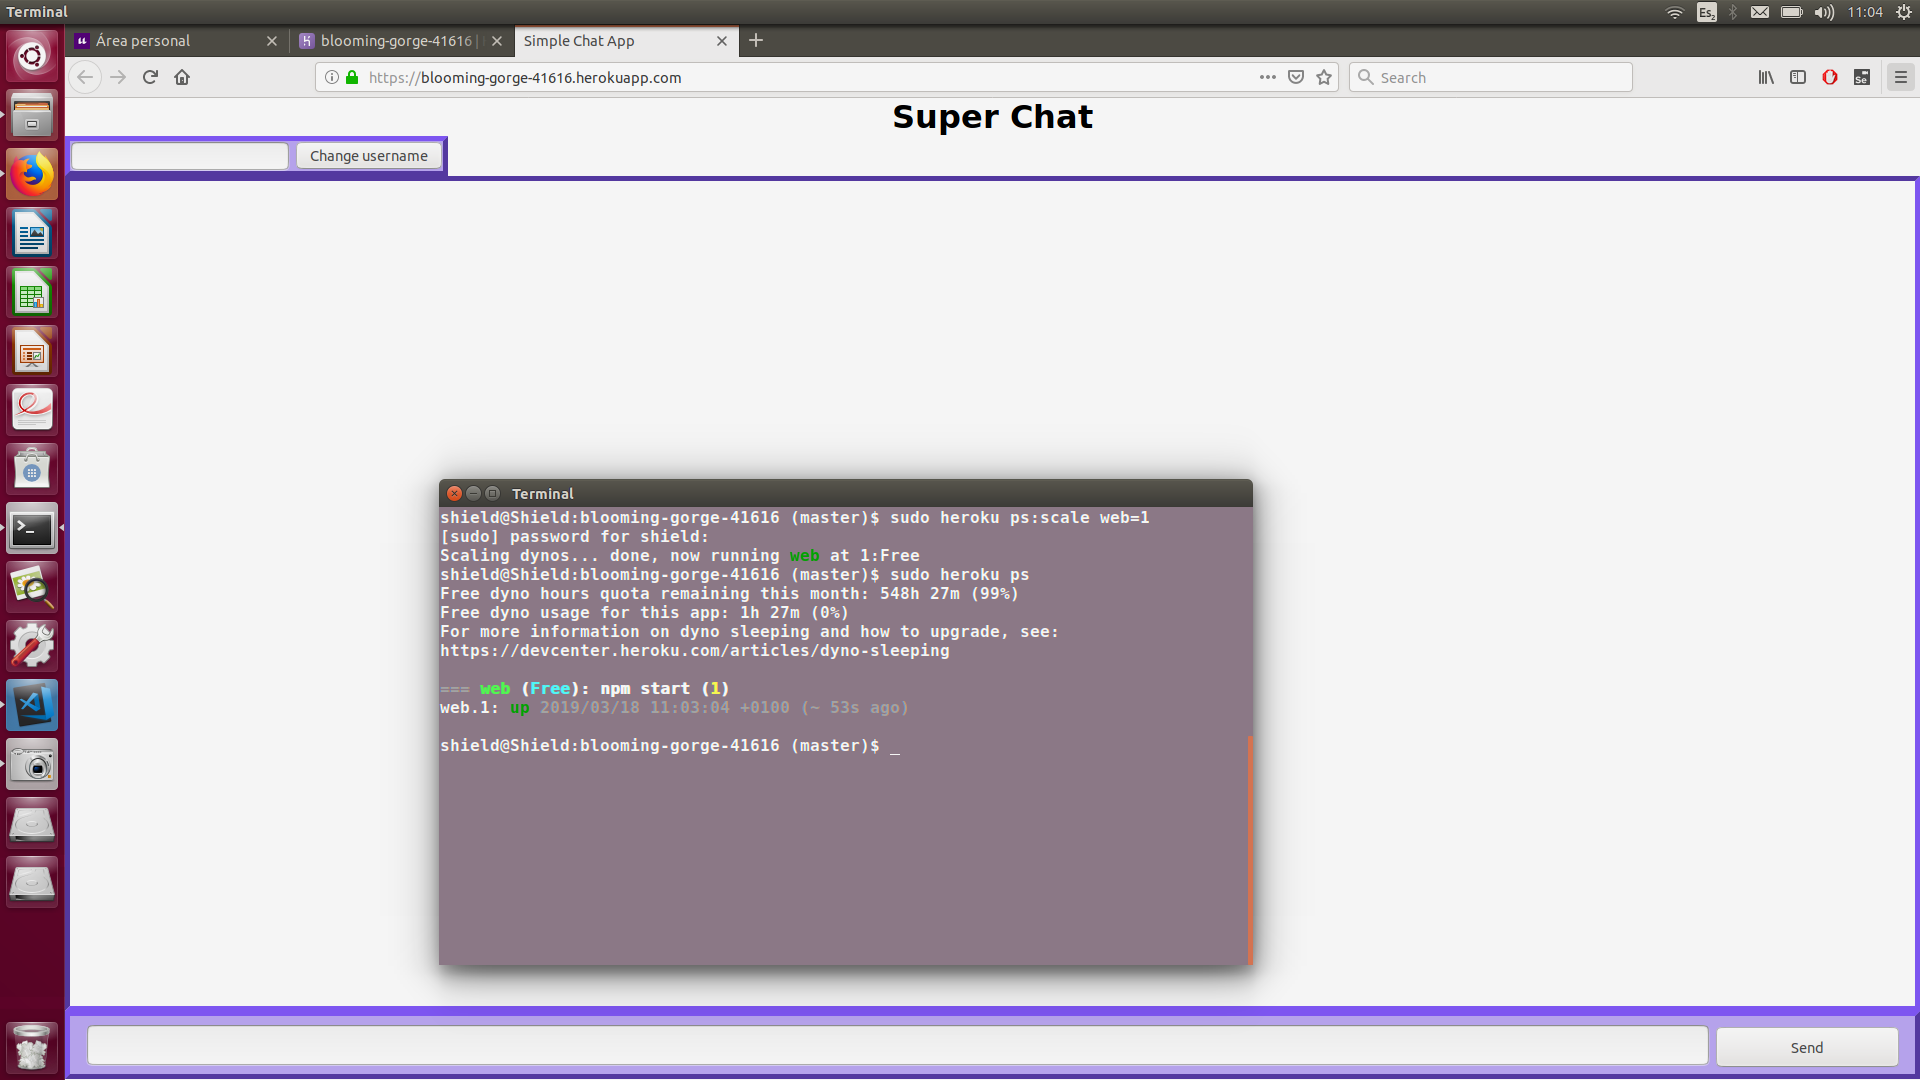 Terminal
Es2
11:04
Área personal
blooming-gorge-41616 |
Simple Chat App
https://blooming-gorge-41616.herokuapp.com
Search
Se
Super Chat
Change username
Terminal
shield@Shield:blooming-gorge-41616 (master)$ sudo heroku ps:scale web=1
[sudo] password for shield:
Scaling dynos... done, now running web at 1:Free
shield@Shield:blooming-gorge-41616 (master)$ sudo heroku ps
Free dyno hours quota remaining this month: 548h 27m (99%)
Free dyno usage for this app: 1h 27m (0%)
For more information on dyno sleeping and how to upgrade, see:
https://devcenter.heroku.com/articles/dyno-sleeping
=== web (Free): npm start (1)
web.1: up 2019/03/18 11:03:04 +0100 (~ 53s ago)
shield@Shield:blooming-gorge-41616 (master)$ _
Send